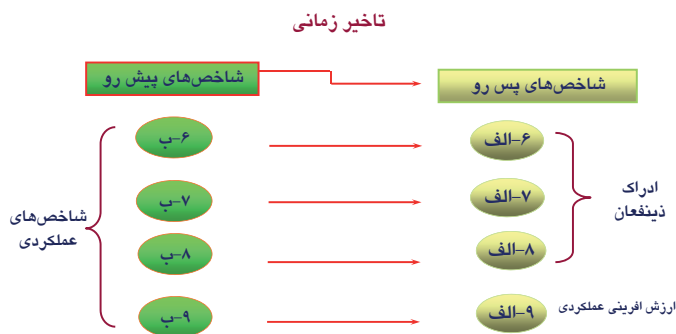 تاخیر زمانی
شاخص‌های پس رو
شاخص‌های پیش رو
۶-الف
۶-ب
ادراک
ذینفعان
۷-الف
۷-ب
شاخص‌های
عملکردی
۸-الف
۸-ب
ارزش افرینی عملکردی
۹-الف
۹-ب